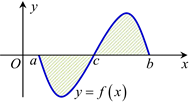 y
O a c b x
y = f(x)